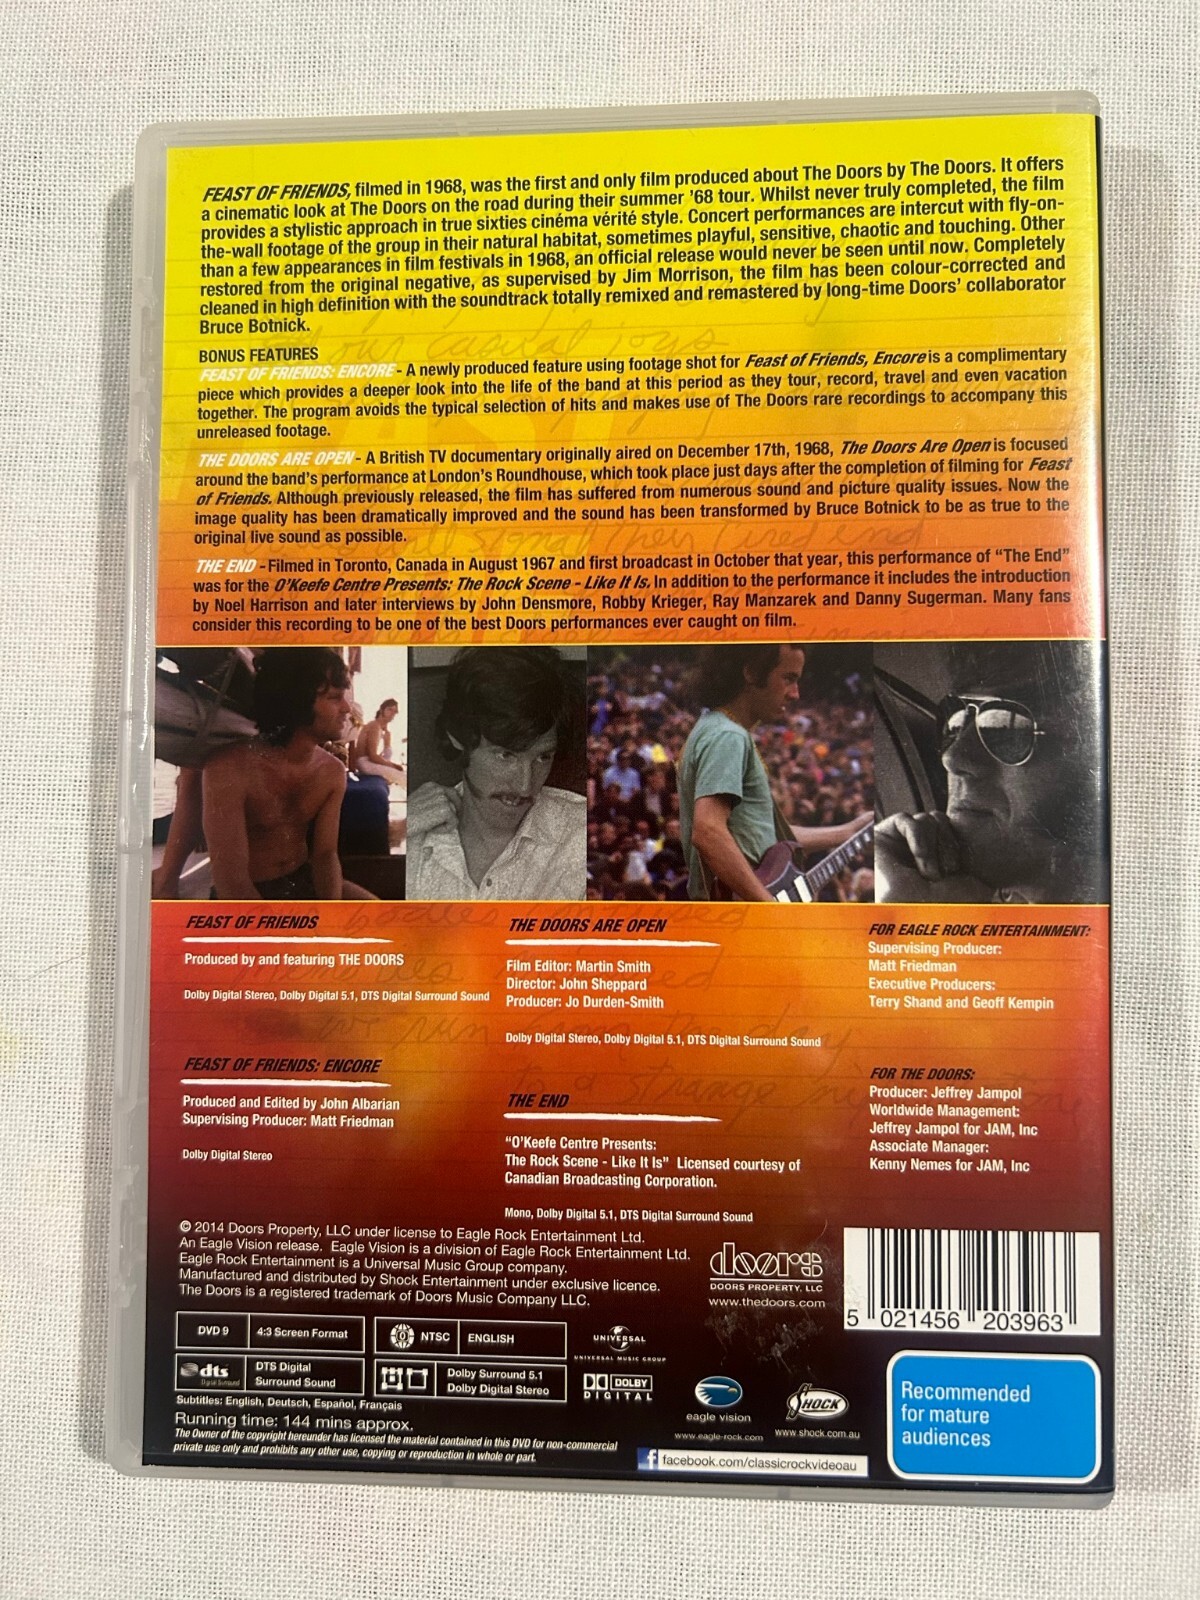 FEAST OF FRIENDS, filmed in 1968, was the first and only film produced about The Doors by The Doors. It offers
a cinematic look at The Doors on the road during their summer '68 tour. Whilst never truly completed, the film
provides a stylistic approach in true sixties cinéma vérité style. Concert performances are intercut with fly-on-
the-wall footage of the group in their natural habitat, sometimes playful, sensitive, chaotic and touching. Other
than a few appearances in film festivals in 1968, an official release would never be seen until now. Completely
restored from the original negative, as supervised by Jim Morrison, the film has been colour-corrected and
cleaned in high definition with the soundtrack totally remixed and remastered by long-time Doors' collaborator
Bruce Botnick.
BONUS FEATURES
FEAST OF FRIENDS: ENCORE - A newly produced feature using footage shot for Feast of Friends, Encore is a complimentary
piece which provides a deeper look into the life of the band at this period as they tour, record, travel and even vacation
together. The program avoids the typical selection of hits and makes use of The Doors rare recordings to accompany this
unreleased footage.
THE DOORS ARE OPEN - A British TV documentary originally aired on December 17th, 1968, The Doors Are Open is focused
around the band's performance at London's Roundhouse, which took place just days after the completion of filming for Feast
of Friends. Although previously released, the film has suffered from numerous sound and picture quality issues. Now the
image quality has been dramatically improved and the sound has been transformed by Bruce Botnick to be as true to the
original live sound as possible.
THE END - Filmed in Toronto, Canada in August 1967 and first broadcast in October that year, this performance of "The End"
was for the O'Keefe Centre Presents: The Rock Scene - Like It Is. In addition to the performance it includes the introduction
by Noel Harrison and later interviews by John Densmore, Robby Krieger, Ray Manzarek and Danny Sugerman. Many fans
consider this recording to be one of the best Doors performances ever caught on film.
FEAST OF FRIENDS
Produced by and featuring THE DOORS
Dolby Digital Stereo, Dolby Digital 5.1, DTS Digital Surround Sound
FEAST OF FRIENDS: ENCORE
Produced and Edited by John Albarian
Supervising Producer: Matt Friedman
Dolby Digital Stereo
THE DOORS ARE OPEN
Film Editor: Martin Smith
Director: John Sheppard
Producer: Jo Durden-Smith
Dolby Digital Stereo, Dolby Digital 5.1, DTS Digital Surround Sound
THE END
"O'Keefe Centre Presents:
The Rock Scene - Like It Is" Licensed courtesy of
Canadian Broadcasting Corporation.
Mono, Dolby Digital 5.1, DTS Digital Surround Sound
FOR EAGLE ROCK ENTERTAINMENT:
Supervising Producer:
Matt Friedman
Executive Producers:
Terry Shand and Geoff Kempin
FOR THE DOORS:
Producer: Jeffrey Jampol
Worldwide Management:
Jeffrey Jampol for JAM, Inc
Associate Manager:
Kenny Nemes for JAM, Inc
© 2014 Doors Property, LLC under license to Eagle Rock Entertainment Ltd.
An Eagle Vision release. Eagle Vision is a division of Eagle Rock Entertainment Ltd.
Eagle Rock Entertainment is a Universal Music Group company.
Manufactured and distributed by Shock Entertainment under exclusive licence.
The Doors is a registered trademark of Doors Music Company LLC.
doors
DOORS PROPERTY, LLC
www.thedoors.com
5 021456 203963
DVD 9
4:3 Screen Format
NTSC
ENGLISH
dts
Digital Surround
DTS Digital
Surround Sound
Dolby Surround 5.1
Dolby Digital Stereo
UNIVERSAL
UNIVERSAL MUSIC GROUP
DOLBY
DIGITAL
eagle vision
www.eagle-rock.com
SHOCK
www.shock.com.au
Subtitles: English, Deutsch, Español, Français
Running time: 144 mins approx.
The Owner of the copyright hereunder has licensed the material contained in this DVD for non-commercial
private use only and prohibits any other use, copying or reproduction in whole or part.
f facebook.com/classicrockvideoau
Recommended
for mature
audiences